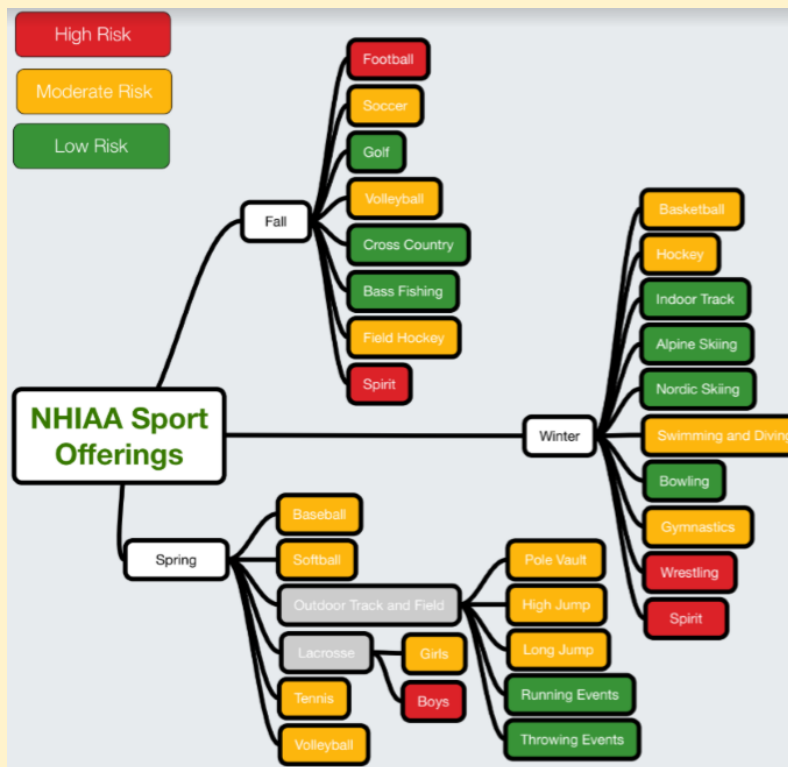 High Risk
Moderate Risk
Low Risk
NHIAA Sport
Offerings
Fall
Football
Soccer
Golf
Volleyball
Cross Country
Bass Fishing
Field Hockey
Spirit
Winter
Basketball
Hockey
Indoor Track
Alpine Skiing
Nordic Skiing
Swimming and Diving
Bowling
Gymnastics
Wrestling
Spirit
Spring
Baseball
Softball
Outdoor Track and Field
Pole Vault
High Jump
Long Jump
Running Events
Throwing Events
Lacrosse
Girls
Boys
Tennis
Volleyball